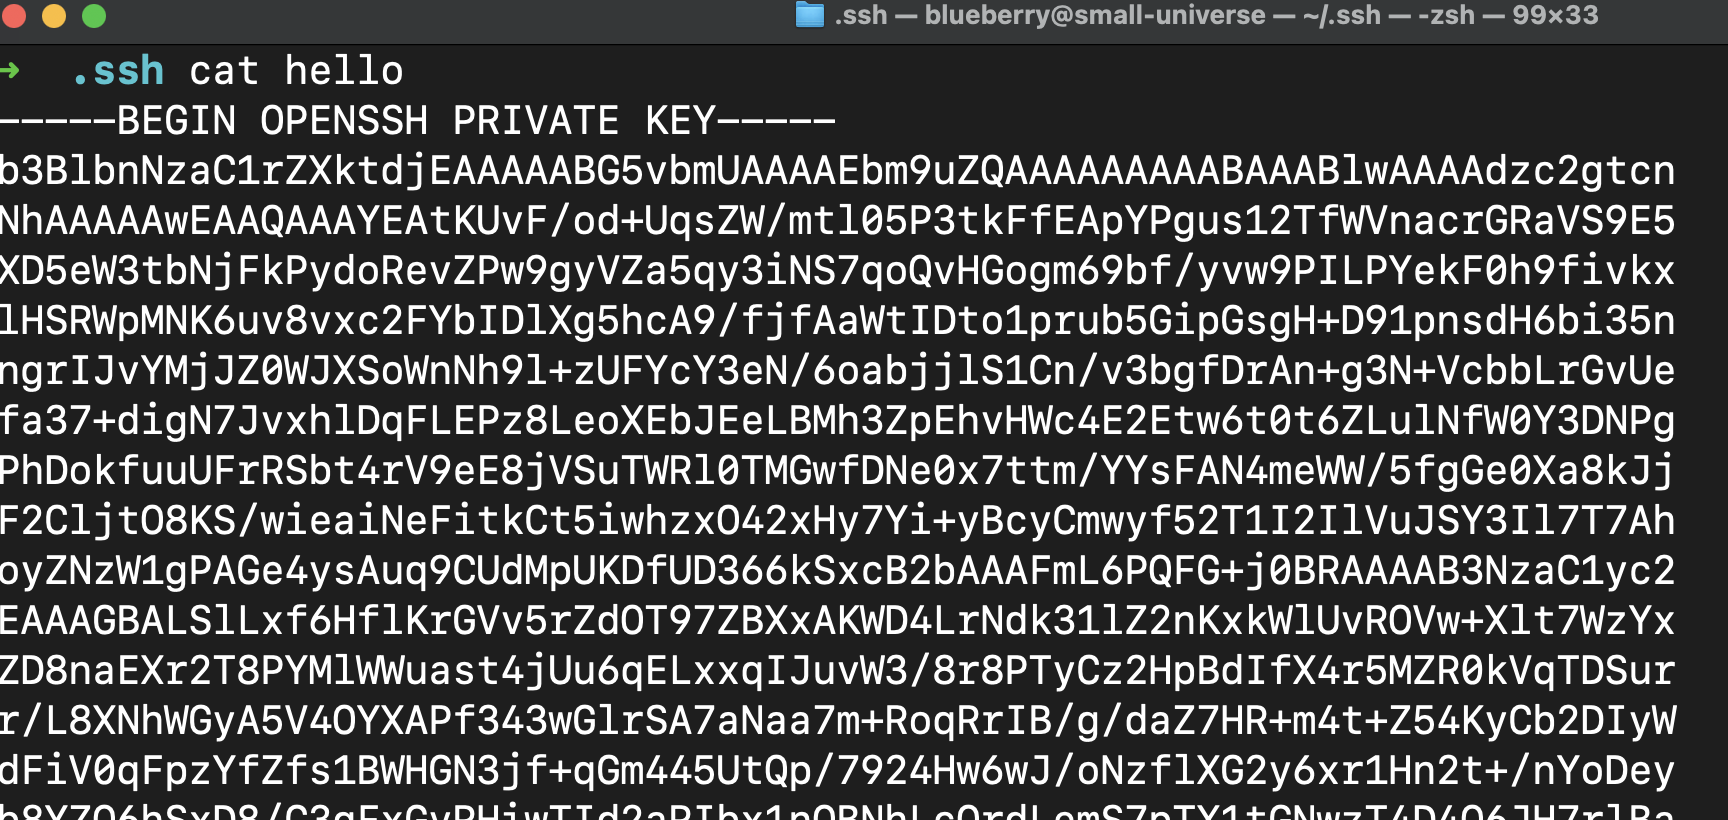 .ssh — blueberry@small-universe — ~/.ssh — -zsh — 99×33
➜ .ssh cat hello
-----BEGIN OPENSSH PRIVATE KEY-----
b3BlbnNzaC1rZXktdjEAAAAABG5vbmUAAAAEbm9uZQAAAAAAAAABAAABlwAAAAdzc2gtcn
NhAAAAAwEAAQAAAYEAtKUvF/od+UqsZW/mtl05P3tkFfEApYPgus12TfWVnacrGRaVS9E5
XD5eW3tbNjFkPydoRevZPw9gyVZa5qy3iNS7qoQvHGogm69bf/yvw9PILPYekF0h9fivkx
lHSRWpMNK6uv8vxc2FYbIDlXg5hcA9/fjfAaWtIDto1prub5GipGsgH+D91pnsdH6bi35n
ngrIJvYMjJZ0WJXSoWnNh9l+zUFYcY3eN/6oabjjlS1Cn/v3bgfDrAn+g3N+VcbbLrGvUe
fa37+digN7JvxhlDqFLEPz8LeoXEbJEeLBMh3ZpEhvHWc4E2Etw6t0t6ZLulNfW0Y3DNPg
PhDokfuuUFrRSbt4rV9eE8jVSuTWRl0TMGwfDNe0x7ttm/YYsFAN4meWW/5fgGe0Xa8kJj
F2CljtO8KS/wieaiNeFitkCt5iwhzxO42xHy7Yi+yBcyCmwyf52T1I2IlVuJSY3Il7T7Ah
oyZNzW1gPAGe4ysAuq9CUdMpUKDfUD366kSxcB2bAAAFmL6PQFG+j0BRAAAAB3NzaC1yc2
EAAAGBALSlLxf6HflKrGVv5rZdOT97ZBXxAKWD4LrNdk31lZ2nKxkWlUvROVw+Xlt7WzYx
ZD8naEXr2T8PYMlWWuast4jUu6qELxxqIJuvW3/8r8PTyCz2HpBdIfX4r5MZR0kVqTDSur
r/L8XNhWGyA5V4OYXAPf343wGlrSA7aNaa7m+RoqRrIB/g/daZ7HR+m4t+Z54KyCb2DIyW
dFiV0qFpzYfZfs1BWHGN3jf+qGm445UtQp/7924Hw6wJ/oNzflXG2y6xr1Hn2t+/nYoDey